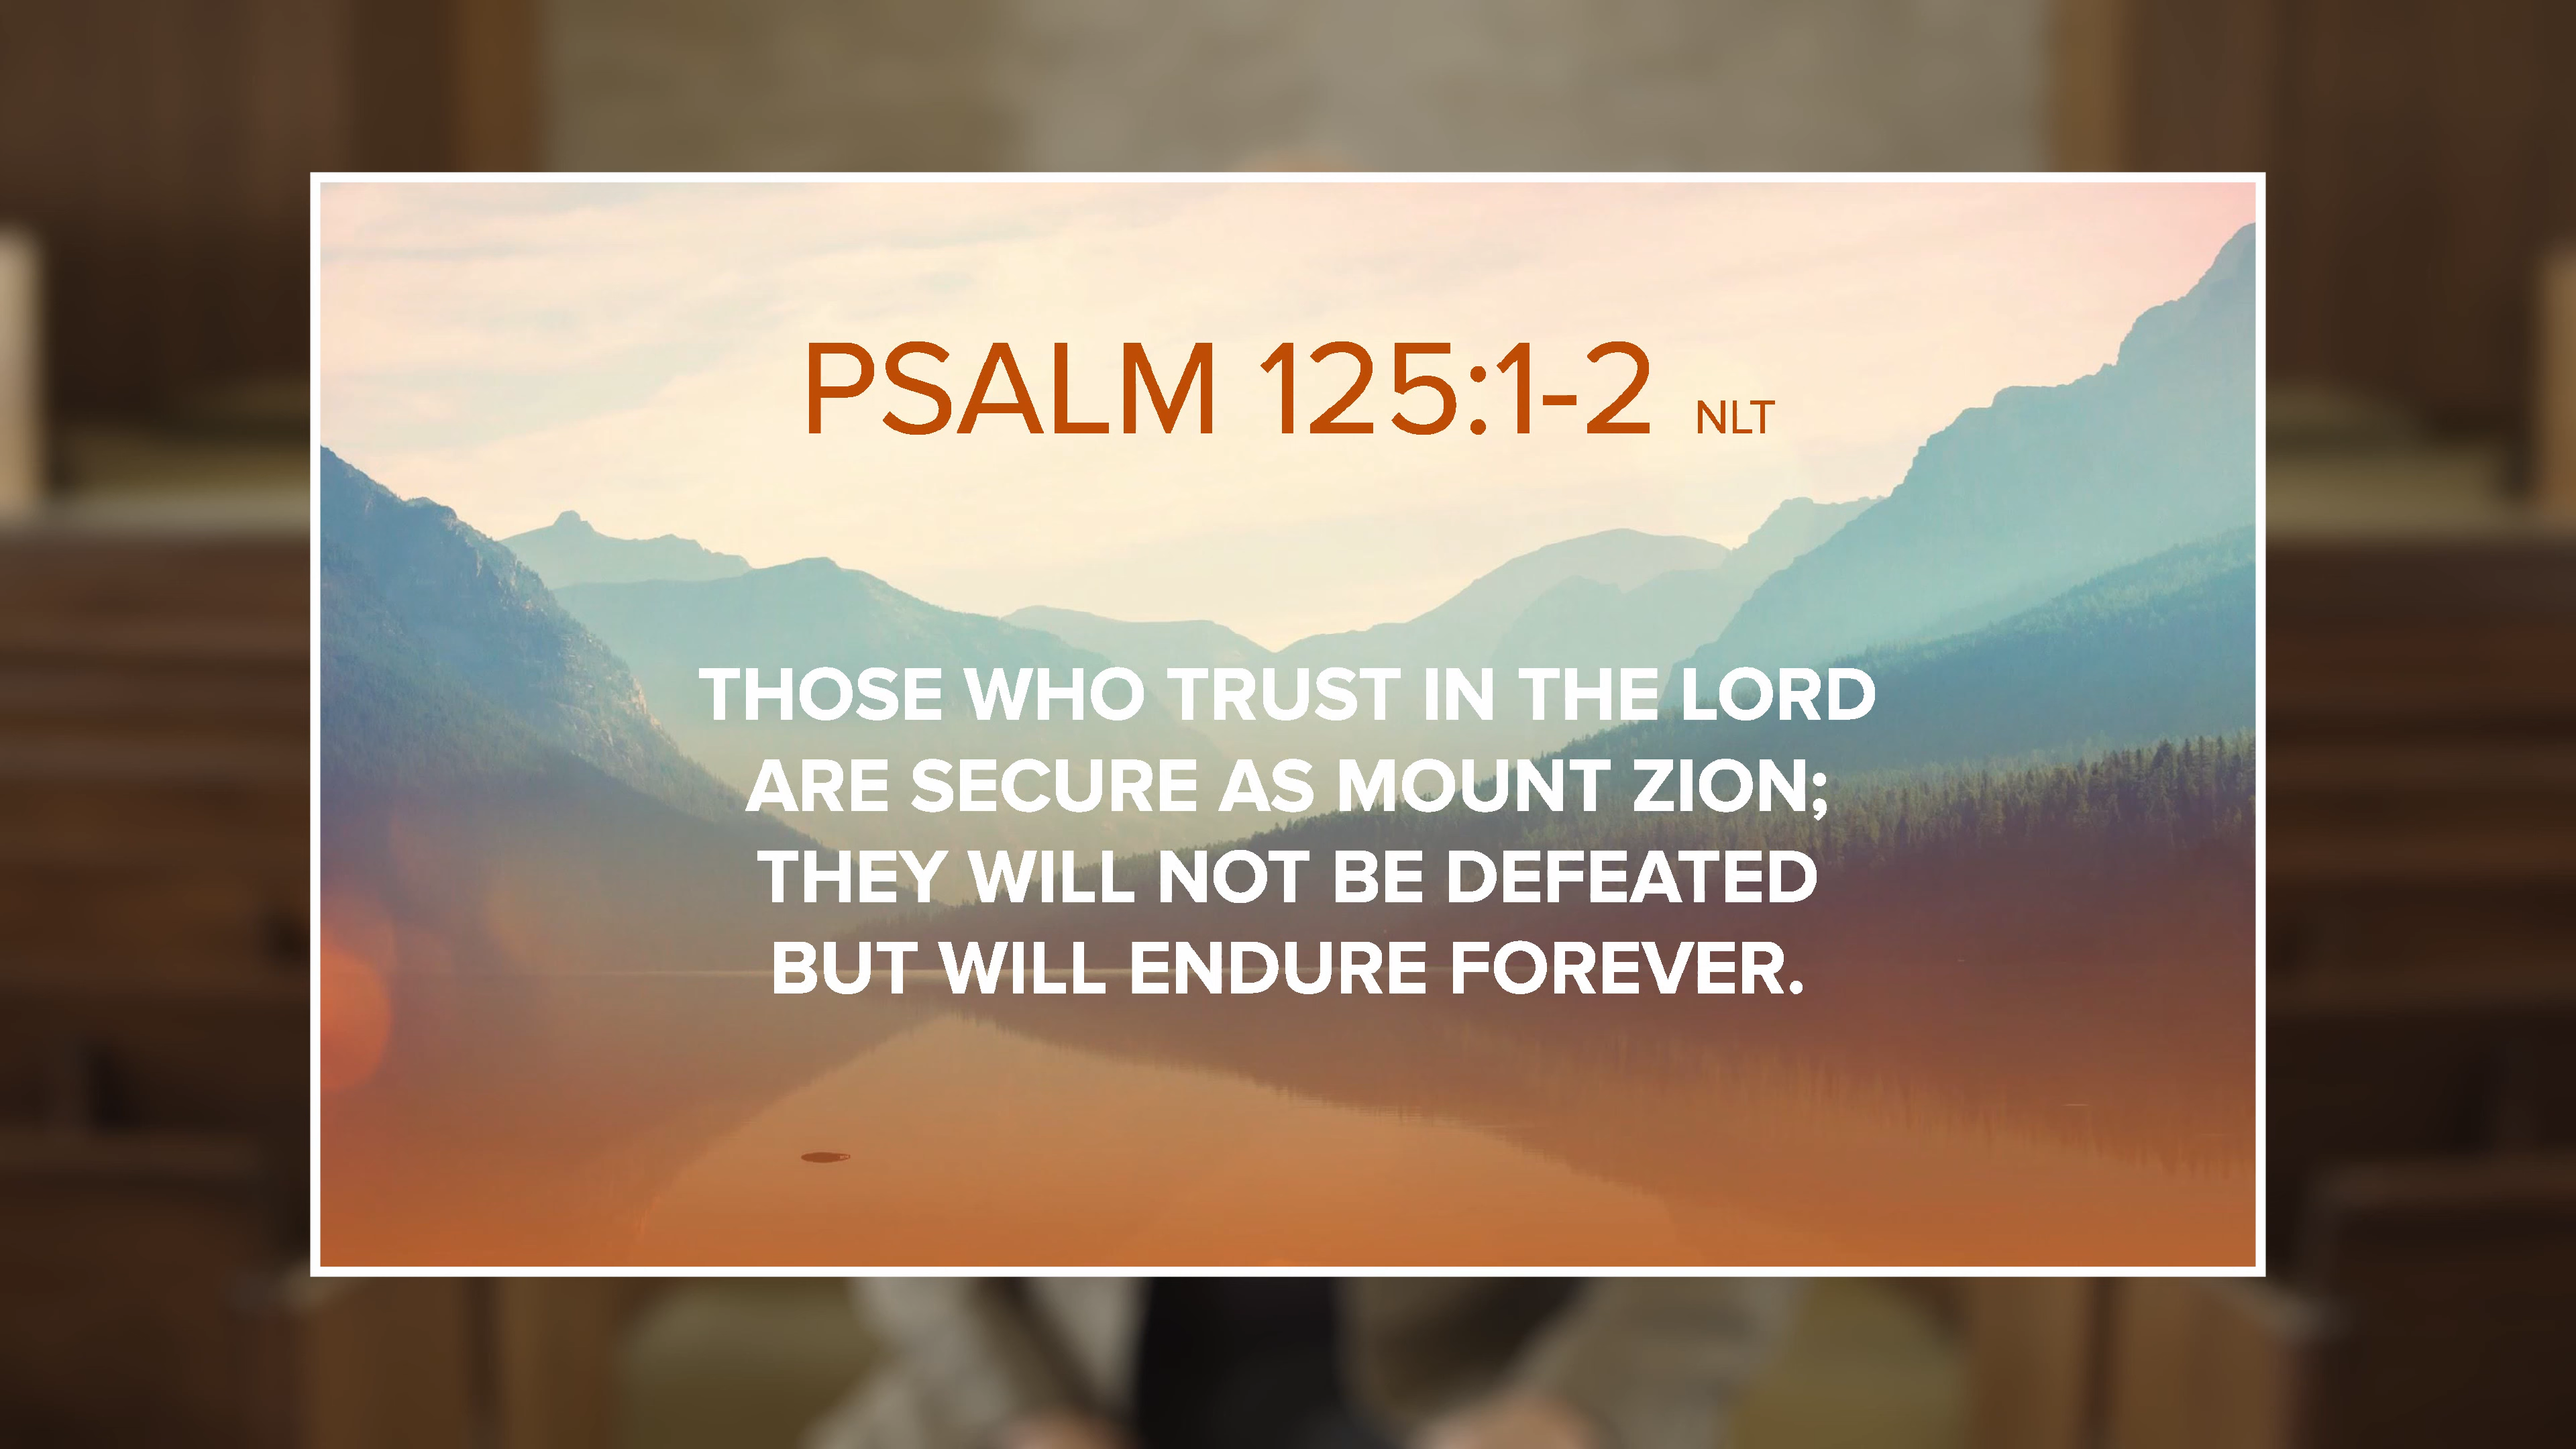 PSALM 125:1-2 NLT
THOSE WHO TRUST IN THE LORD
ARE SECURE AS MOUNT ZION;
THEY WILL NOT BE DEFEATED
BUT WILL ENDURE FOREVER.